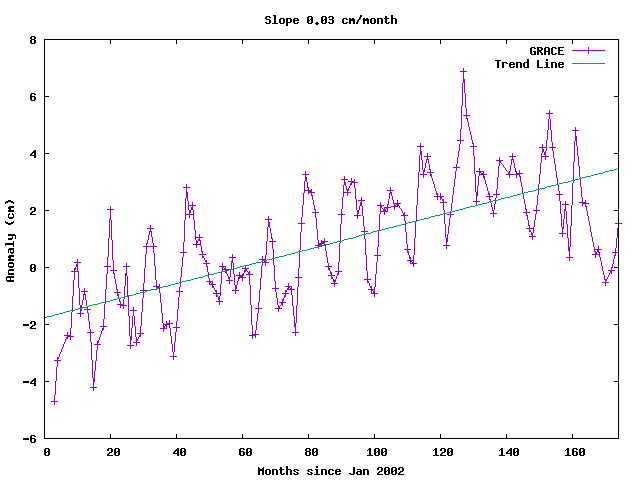 Slope 0.03 cm/month
GRACE
Trend Line
8
6
4
2
0
-2
-4
-6
Anomaly (cm)
0 20 40 60 80 100 120 140 160
Months since Jan 2002